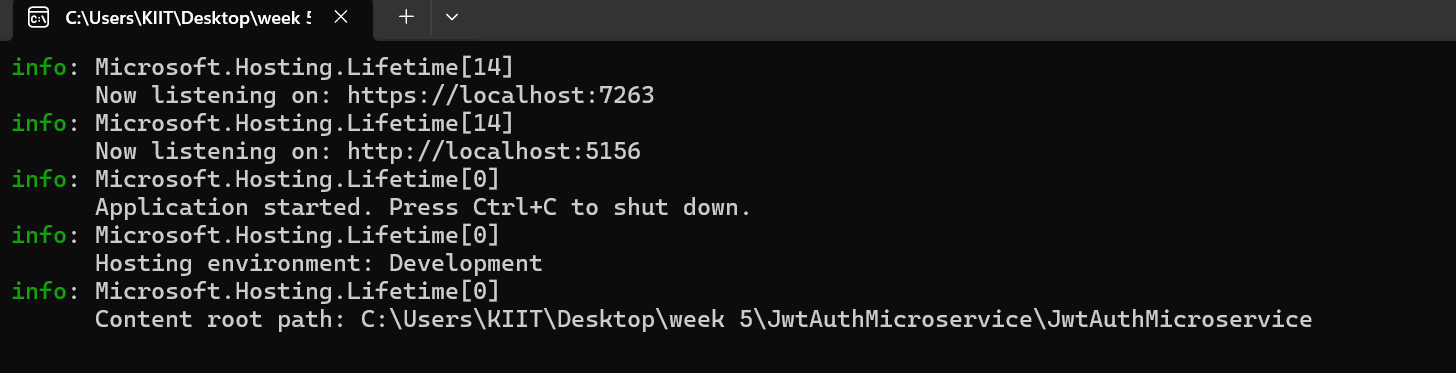 C:\Users\KIIT\Desktop\week 5
info: Microsoft.Hosting.Lifetime[14]
Now listening on: https://localhost:7263
info: Microsoft.Hosting.Lifetime[14]
Now listening on: http://localhost:5156
info: Microsoft.Hosting.Lifetime[0]
Application started. Press Ctrl+C to shut down.
info: Microsoft.Hosting.Lifetime[0]
Hosting environment: Development
info: Microsoft.Hosting.Lifetime[0]
Content root path: C:\Users\KIIT\Desktop\week 5\JwtAuthMicroservice\JwtAuthMicroservice